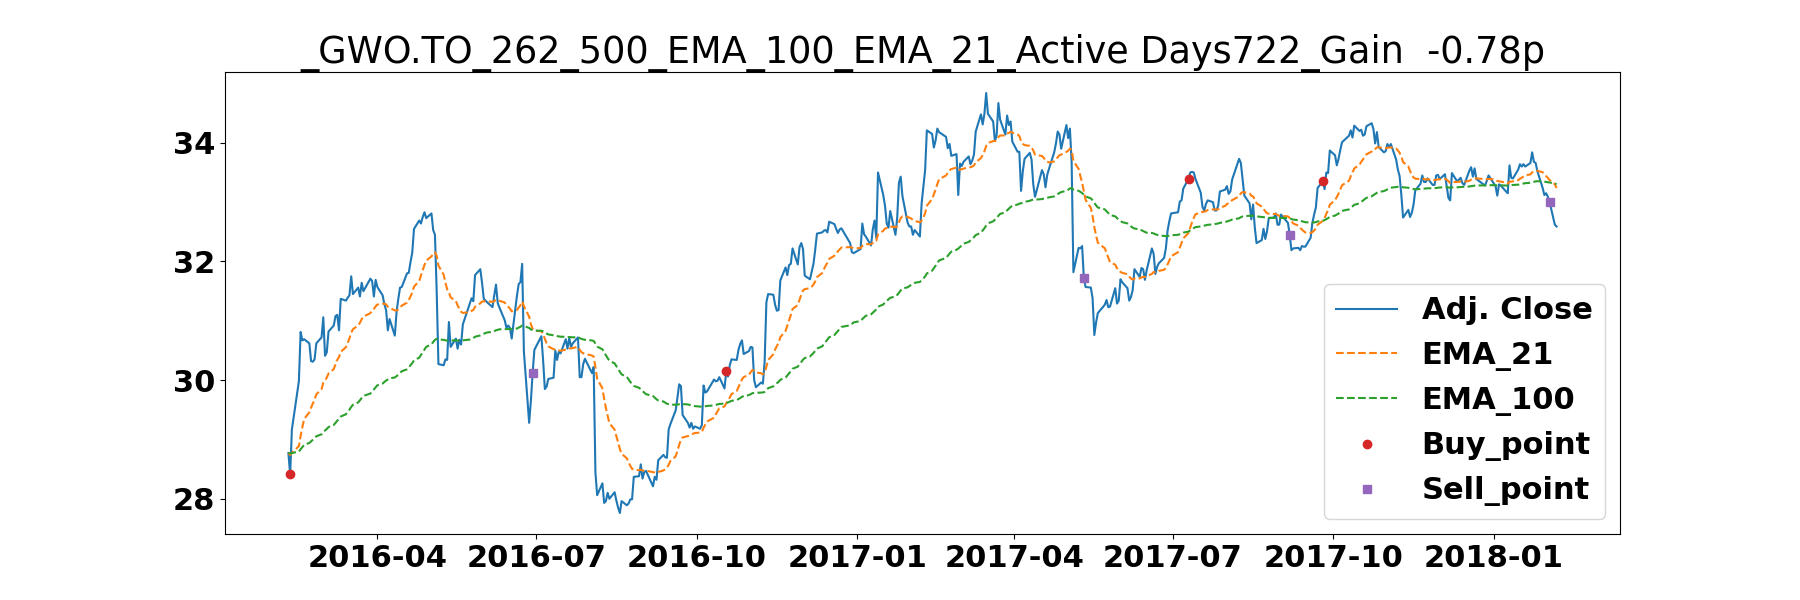 _GWO.TO_262_500_EMA_100_EMA_21_Active Days722_Gain  -0.78p
34
32
30
28
Adj. Close
EMA_21
EMA_100
Buy_point
Sell_point
2016-04 2016-07 2016-10 2017-01 2017-04 2017-07 2017-10 2018-01